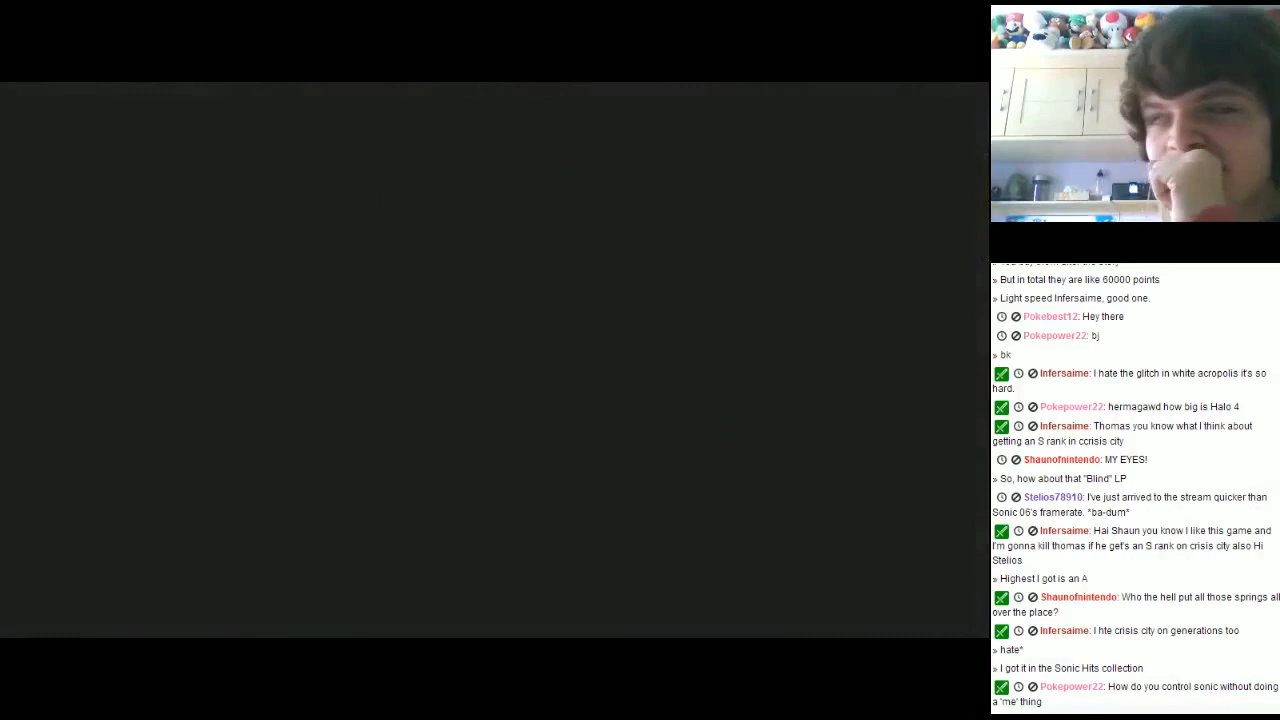 » But in total they are like 60000 points
» Light speed Infersaime, good one.
Pokebest12: Hey there
Pokepower22: bj
» bk
Infersaime: I hate the glitch in white acropolis it's so
hard.
Pokepower22: hermagawd how big is Halo 4
Infersaime: Thomas you know what I think about
getting an S rank in ccrisis city
Shaunofnintendo: MY EYES!
» So, how about that "Blind" LP
Stelios78910: I've just arrived to the stream quicker than
Sonic 06's framerate. *ba-dum*
Infersaime: Hai Shaun you know I like this game and
I'm gonna kill thomas if he get's an S rank on crisis city also Hi
Stelios
» Highest I got is an A
Shaunofnintendo: Who the hell put all those springs all
over the place?
Infersaime: I hte crisis city on generations too
» hate*
» I got it in the Sonic Hits collection
Pokepower22: How do you control sonic without doing
a 'me' thing